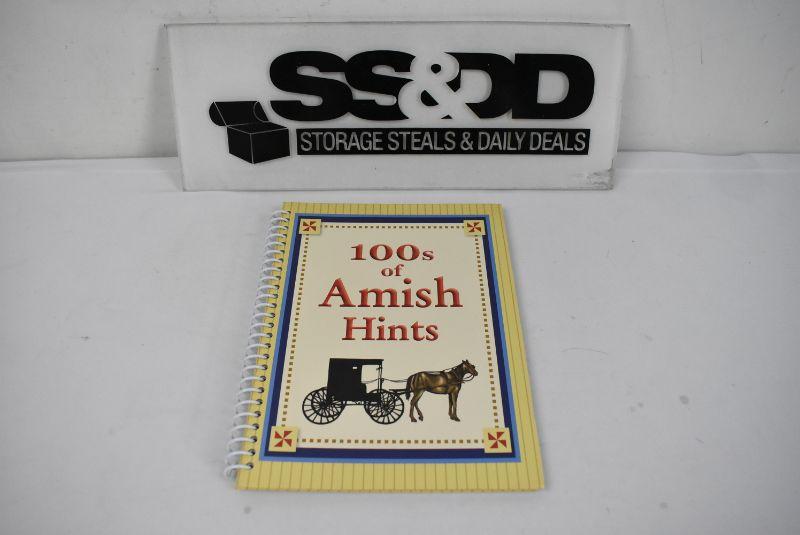 SS&DD
STORAGE STEALS & DAILY DEALS
100s
of
Amish
Hints